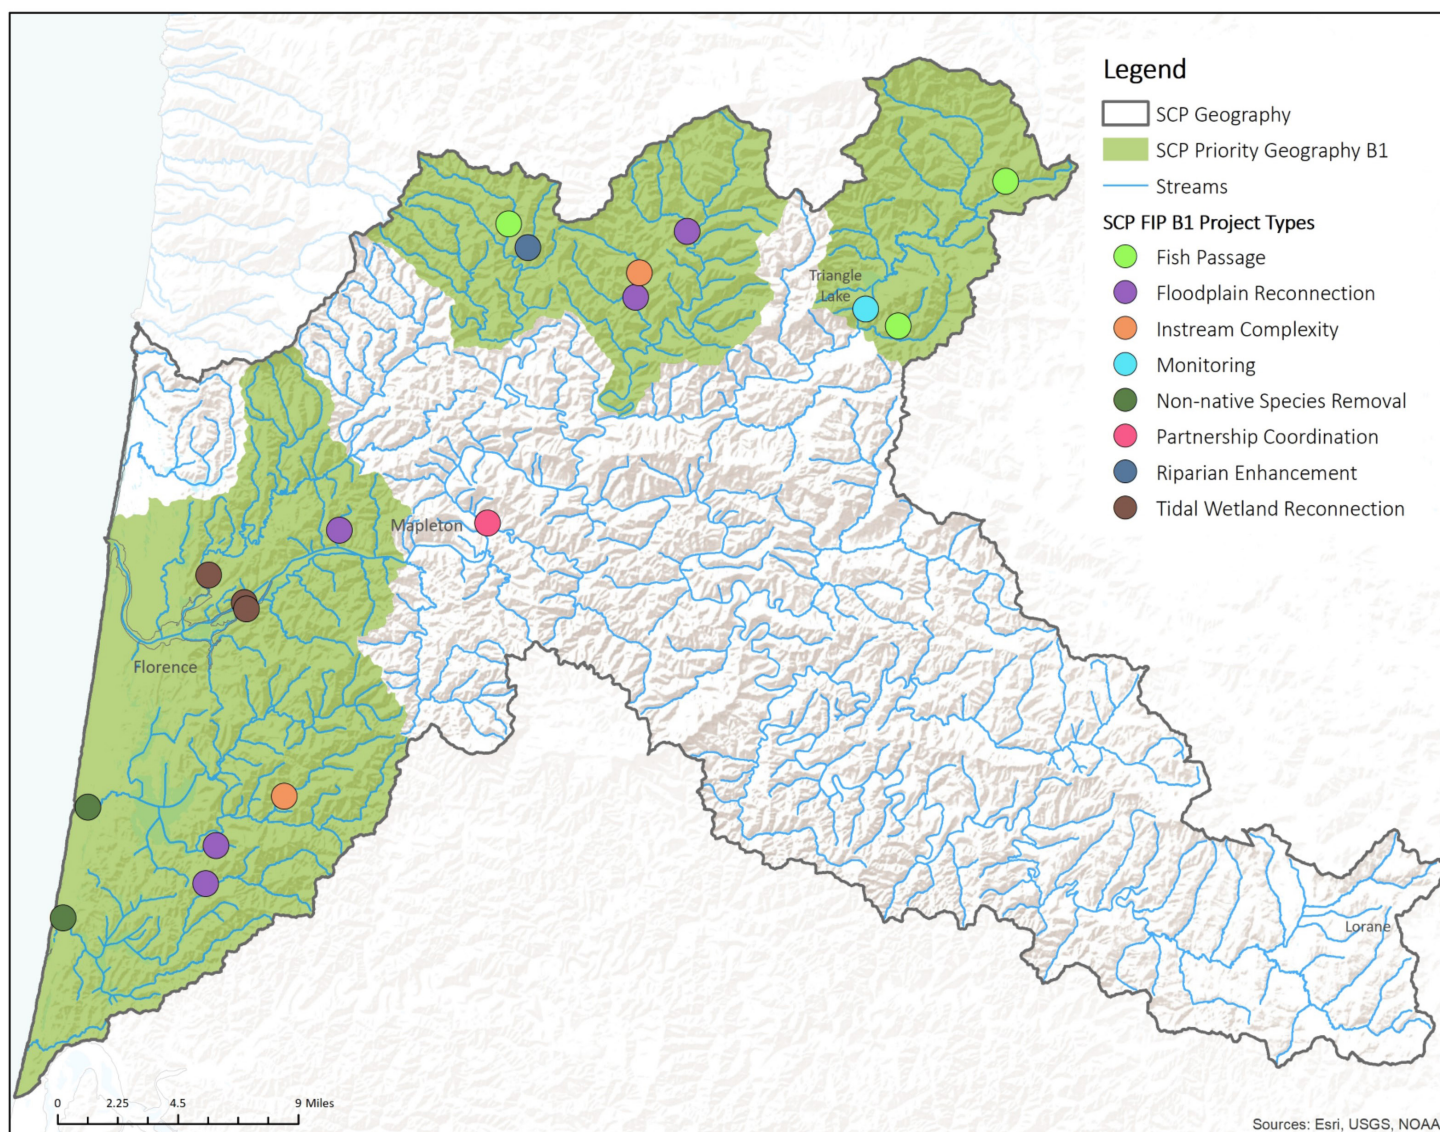 Legend
SCP Geography
SCP Priority Geography B1
Streams
SCP FIP B1 Project Types
Fish Passage
Floodplain Reconnection
Instream Complexity
Monitoring
Non-native Species Removal
Partnership Coordination
Riparian Enhancement
Tidal Wetland Reconnection
Triangle
Lake
Mapleton
Florence
Lorane
0 2.25 4.5 9 Miles
Sources: Esri, USGS, NOAA